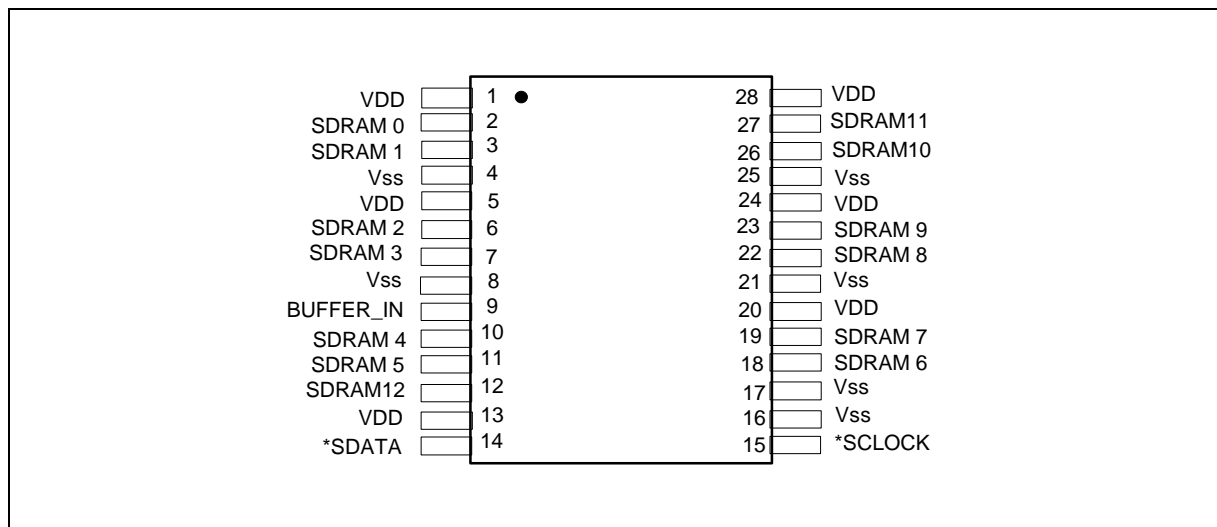 VDD 1 28 VDD
SDRAM 0 2 27 SDRAM11
SDRAM 1 3 26 SDRAM10
Vss 4 25 Vss
VDD 5 24 VDD
SDRAM 2 6 23 SDRAM 9
SDRAM 3 7 22 SDRAM 8
Vss 8 21 Vss
BUFFER_IN 9 20 VDD
SDRAM 4 10 19 SDRAM 7
SDRAM 5 11 18 SDRAM 6
SDRAM12 12 17 Vss
VDD 13 16 Vss
*SDATA 14 15 *SCLOCK